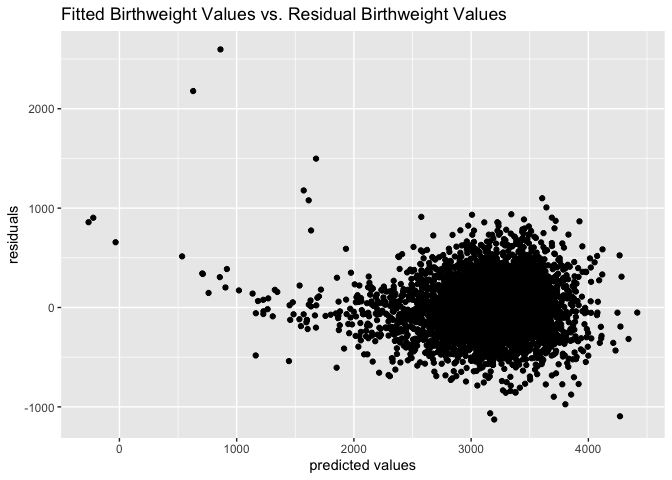 Fitted Birthweight Values vs. Residual Birthweight Values
2000
1000
0
-1000
residuals
0 1000 2000 3000 4000
predicted values